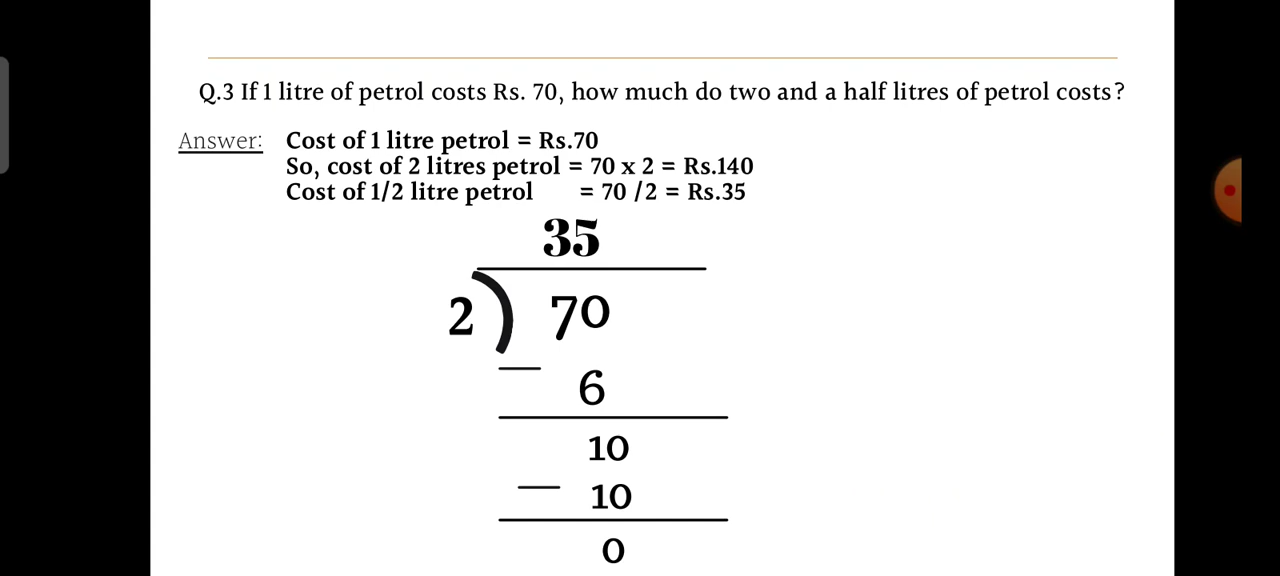 Q.3 If 1 litre of petrol costs Rs. 70, how much do two and a half litres of petrol costs?
Answer: Cost of 1 litre petrol = Rs.70
So, cost of 2 litres petrol = 70 x 2 = Rs.140
Cost of 1/2 litre petrol = 70 /2 = Rs.35
35
2 ) 70
— 6
10
— 10
0